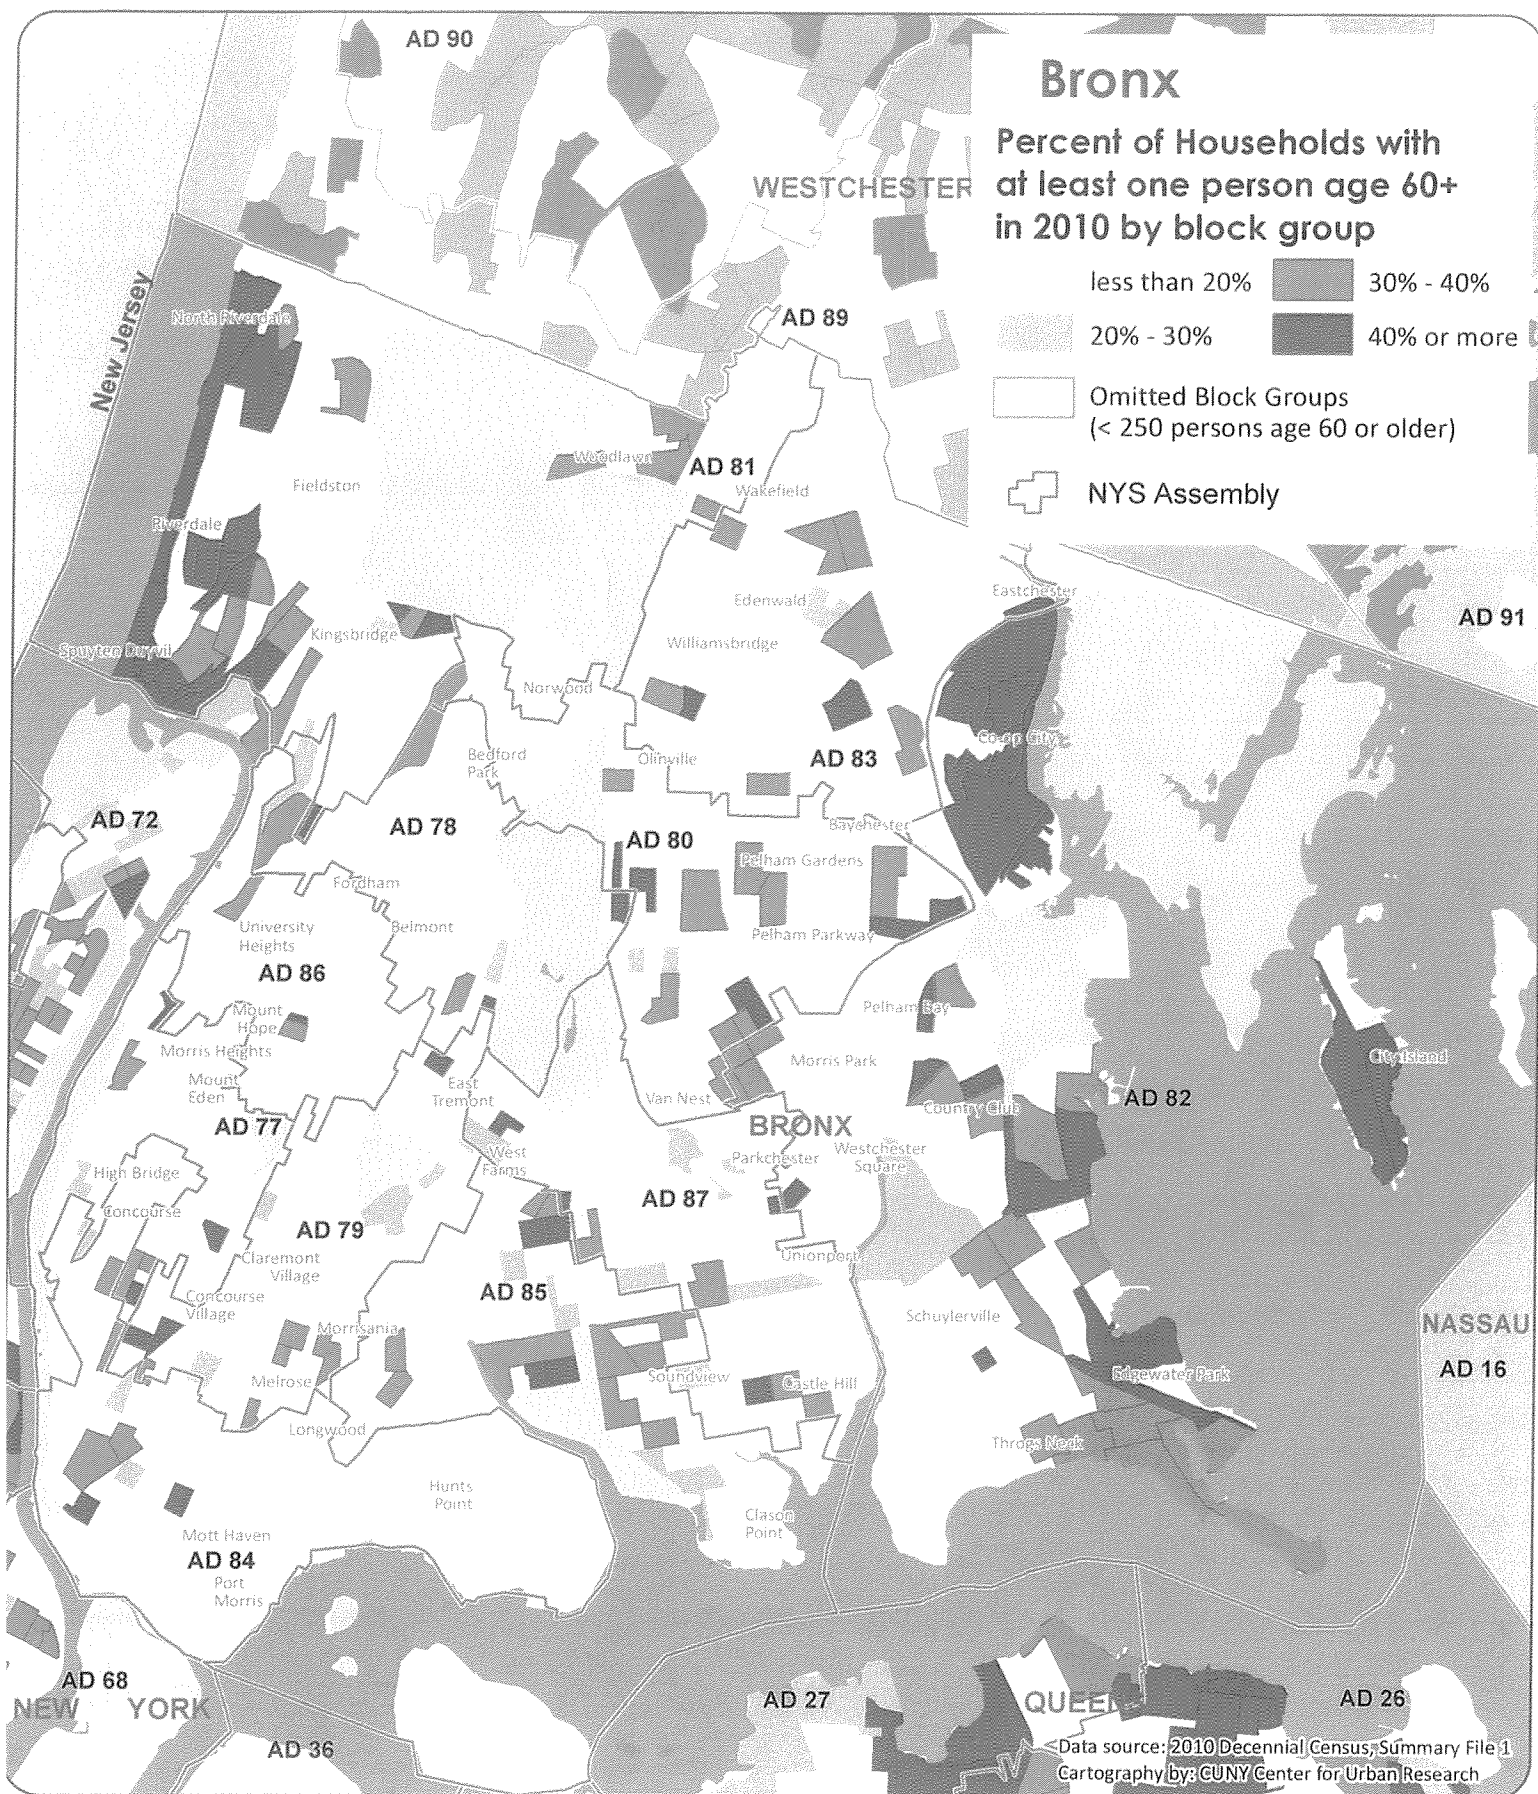 AD 90
Bronx
Percent of Households with
at least one person age 60+
in 2010 by block group
less than 20%
30% - 40%
20% - 30%
40% or more
Omitted Block Groups
(< 250 persons age 60 or older)
NYS Assembly
WESTCHESTER
New Jersey
North Riverdale
AD 89
Woodlawn
AD 81
Wakefield
Fieldston
Riverdale
Eastchester
Edenwald
AD 91
Kingsbridge
Williamsbridge
Spuyten Duyvil
Norwood
Co-op City
Bedford
Park
Olinville
AD 83
AD 72
AD 78
AD 80
Baychester
Pelham Gardens
Fordham
University
Heights
Belmont
Pelham Parkway
AD 86
Mount
Hope
Pelham Bay
Morris Heights
Morris Park
City Island
Mount
Eden
East
Tremont
Van Nest
Country Club
AD 82
AD 77
BRONX
West
Farms
Parkchester
Westchester
Square
High Bridge
AD 87
Concourse
AD 79
Claremont
Village
Unionport
AD 85
Concourse
Village
Schuylerville
NASSAU
Morrisania
AD 16
Melrose
Soundview
Castle Hill
Edgewater Park
Longwood
Throgs Neck
Hunts
Point
Clason
Point
Mott Haven
AD 84
Port
Morris
AD 68
NEW YORK
AD 27
QUEE
AD 26
AD 36
Data source: 2010 Decennial Census, Summary File 1
Cartography by: CUNY Center for Urban Research